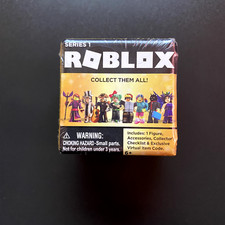 SERIES 1
ROBLOX
COLLECT THEM ALL!
WARNING:
CHOKING HAZARD-Small parts.
Not for children under 3 years.
Includes: 1 Figure,
Accessories, Collector
Checklist & Exclusive
Virtual Item Code.
6+